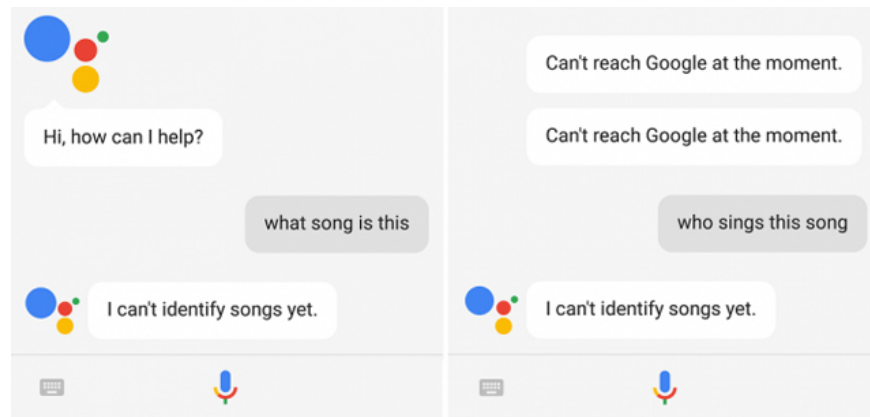 Hi, how can I help?
what song is this
I can't identify songs yet.
Can't reach Google at the moment.
Can't reach Google at the moment.
who sings this song
I can't identify songs yet.